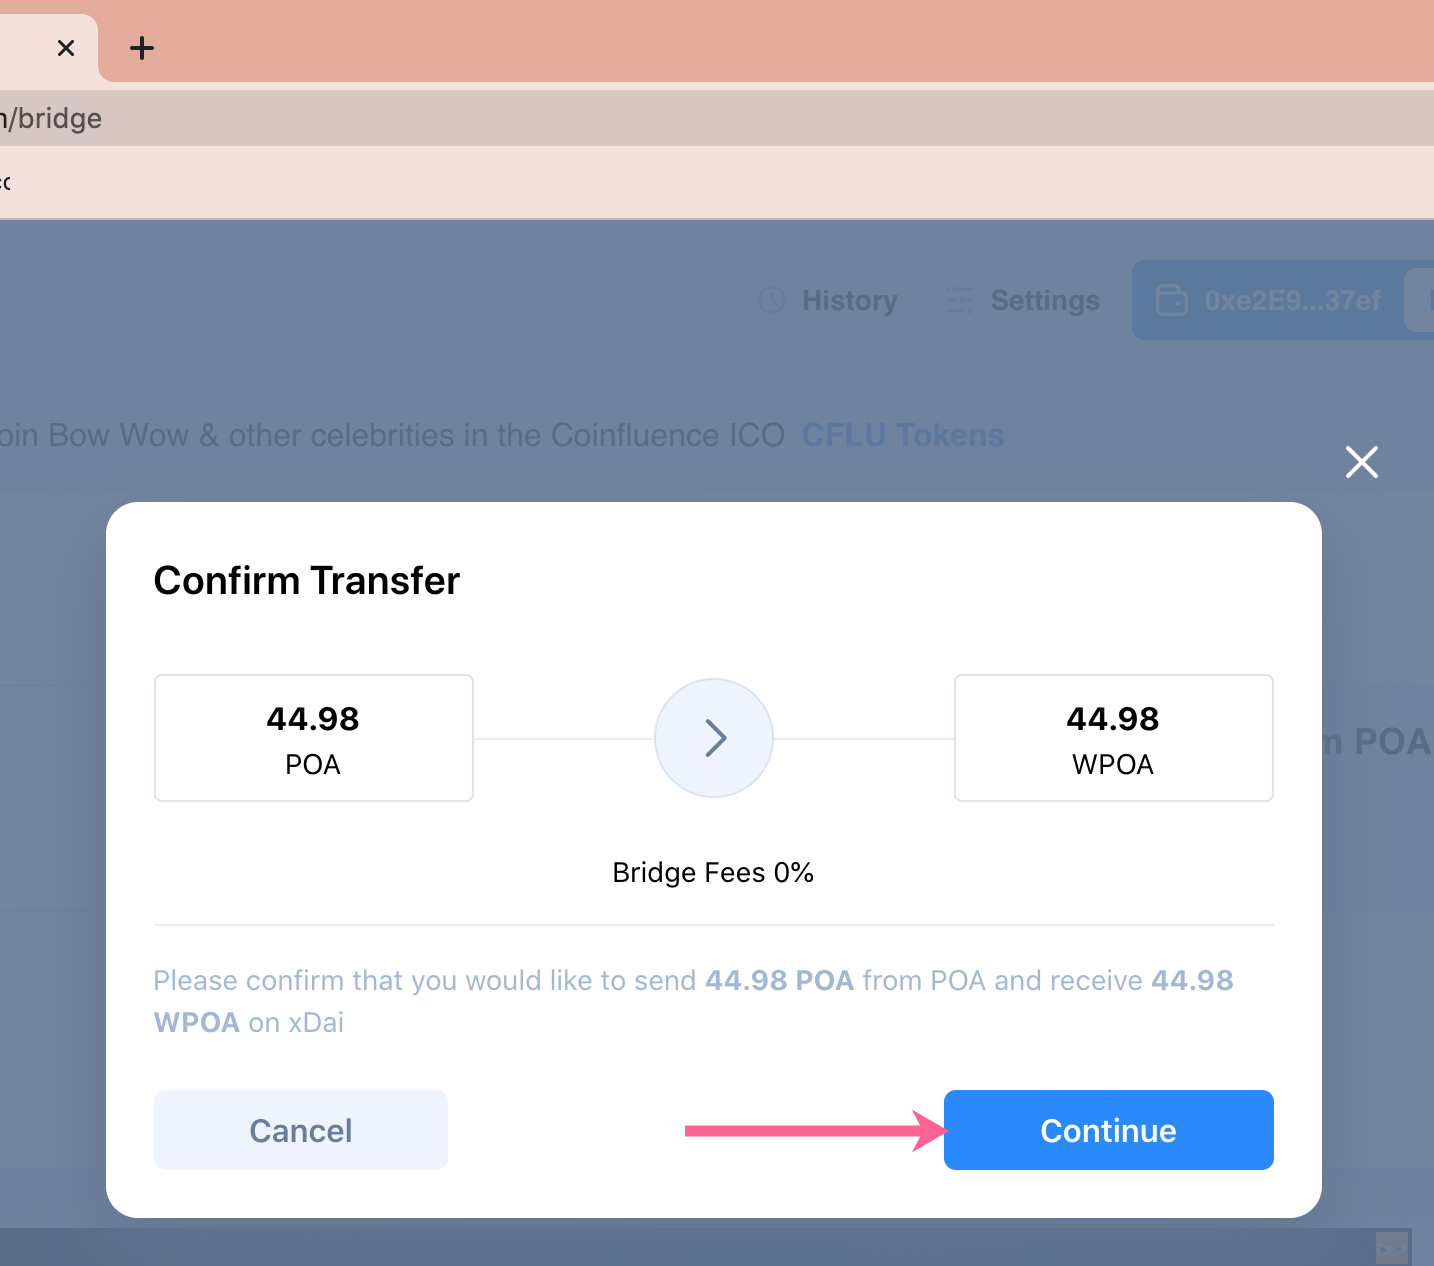 /bridge
History
Settings
0xe2E9...37ef
oin Bow Wow & other celebrities in the Coinfluence ICO CFLU Tokens
Confirm Transfer
44.98
POA
44.98
WPOA
m POA
Bridge Fees 0%
Please confirm that you would like to send 44.98 POA from POA and receive 44.98
WPOA on xDai
Cancel
Continue